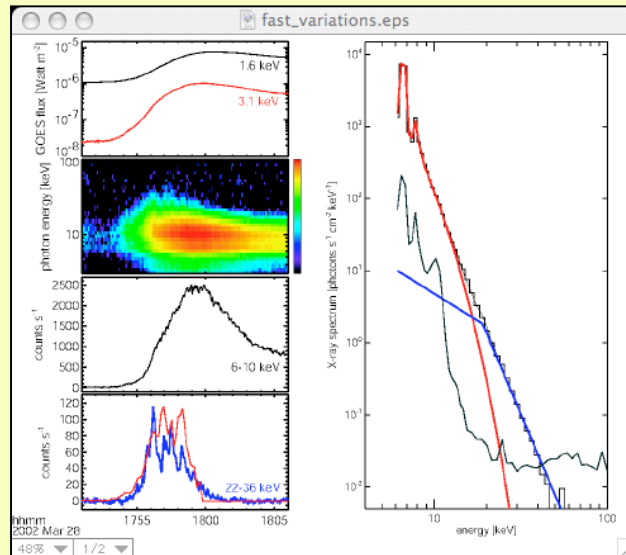 fast_variations.eps
GOES flux [Watt m⁻²]
10⁻⁵
10⁻⁶
10⁻⁷
10⁻⁸
1.6 keV
3.1 keV
photon energy [keV]
100
10
counts s⁻¹
2500
2000
1500
1000
500
0
6-10 keV
counts s⁻¹
120
100
80
60
40
20
0
22-36 keV
1755 1800 1805
hhmm
2002 Mar 28
X-ray spectrum [photons s⁻¹ cm⁻² keV⁻¹]
10⁴
10³
10²
10¹
10⁰
10⁻¹
10⁻²
10 100
energy [keV]
48% 1/2